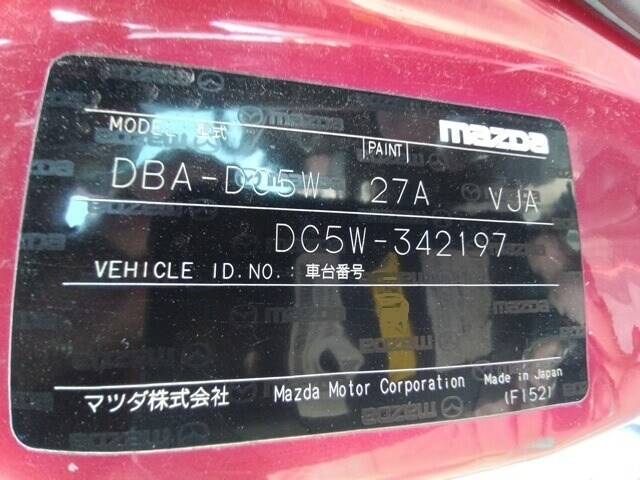 MODEL 型式 PAINT mazda
DBA-DC5W 27A VJA
DC5W-342197
VEHICLE ID.NO.: 車台番号
マツダ株式会社 Mazda Motor Corporation Made in Japan
(F152)